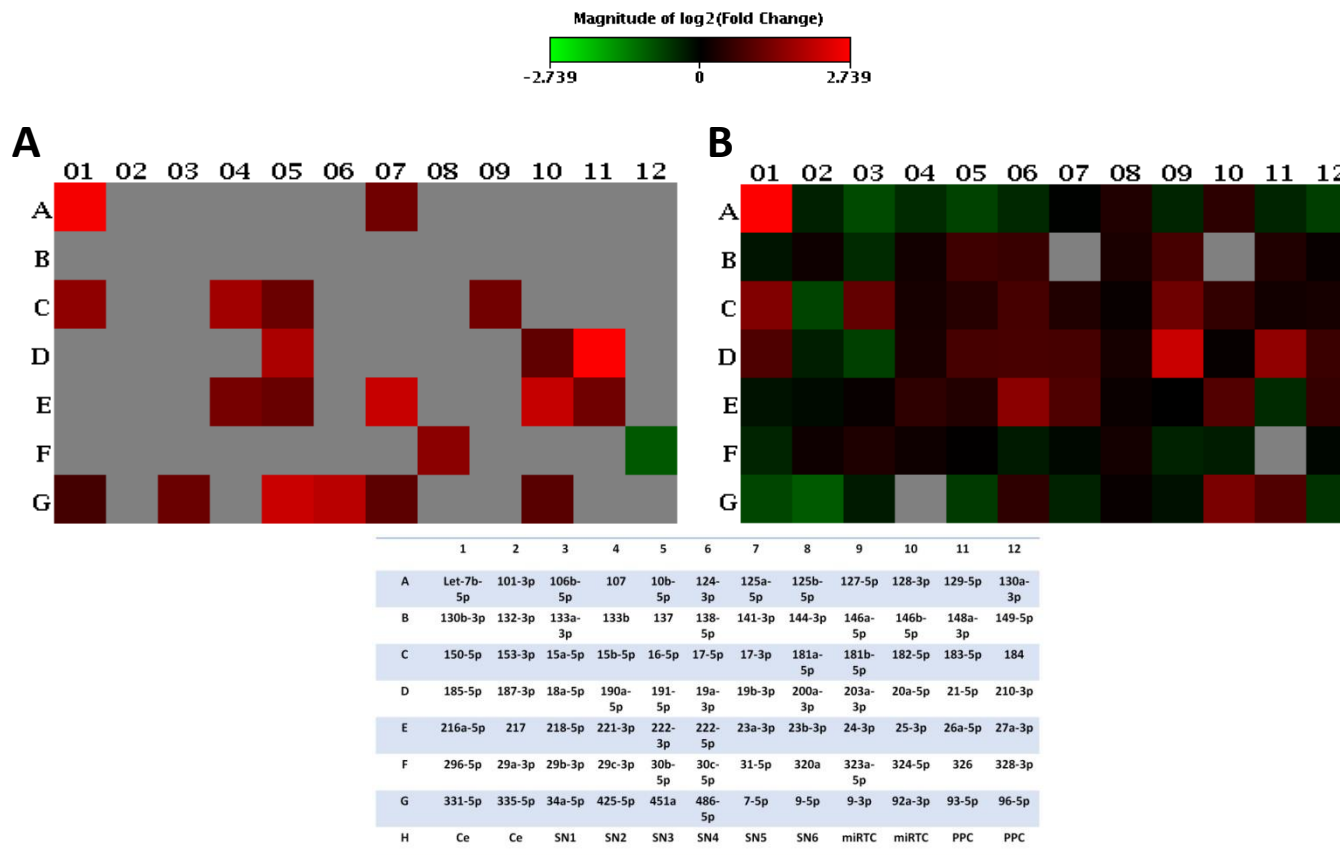 Magnitude of log2(Fold Change)
-2.739 0 2.739
A B
01 02 03 04 05 06 07 08 09 10 11 12 01 02 03 04 05 06 07 08 09 10 11 12
A A
B B
C C
D D
E E
F F
G G
1 2 3 4 5 6 7 8 9 10 11 12
A Let-7b-5p 101-3p 106b-5p 107 10b-5p 124-3p 125a-5p 125b-5p 127-5p 128-3p 129-5p 130a-3p
B 130b-3p 132-3p 133a-3p 133b 137 138-5p 141-3p 144-3p 146a-5p 146b-5p 148a-3p 149-5p
C 150-5p 153-3p 15a-5p 15b-5p 16-5p 17-5p 17-3p 181a-5p 181b-5p 182-5p 183-5p 184
D 185-5p 187-3p 18a-5p 190a-5p 191-5p 19a-3p 19b-3p 200a-3p 203a-3p 20a-5p 21-5p 210-3p
E 216a-5p 217 218-5p 221-3p 222-3p 222-5p 23a-3p 23b-3p 24-3p 25-3p 26a-5p 27a-3p
F 296-5p 29a-3p 29b-3p 29c-3p 30b-5p 30c-5p 31-5p 320a 323a-5p 324-5p 326 328-3p
G 331-5p 335-5p 34a-5p 425-5p 451a 486-5p 7-5p 9-5p 9-3p 92a-3p 93-5p 96-5p
H Ce Ce SN1 SN2 SN3 SN4 SN5 SN6 miRTC miRTC PPC PPC